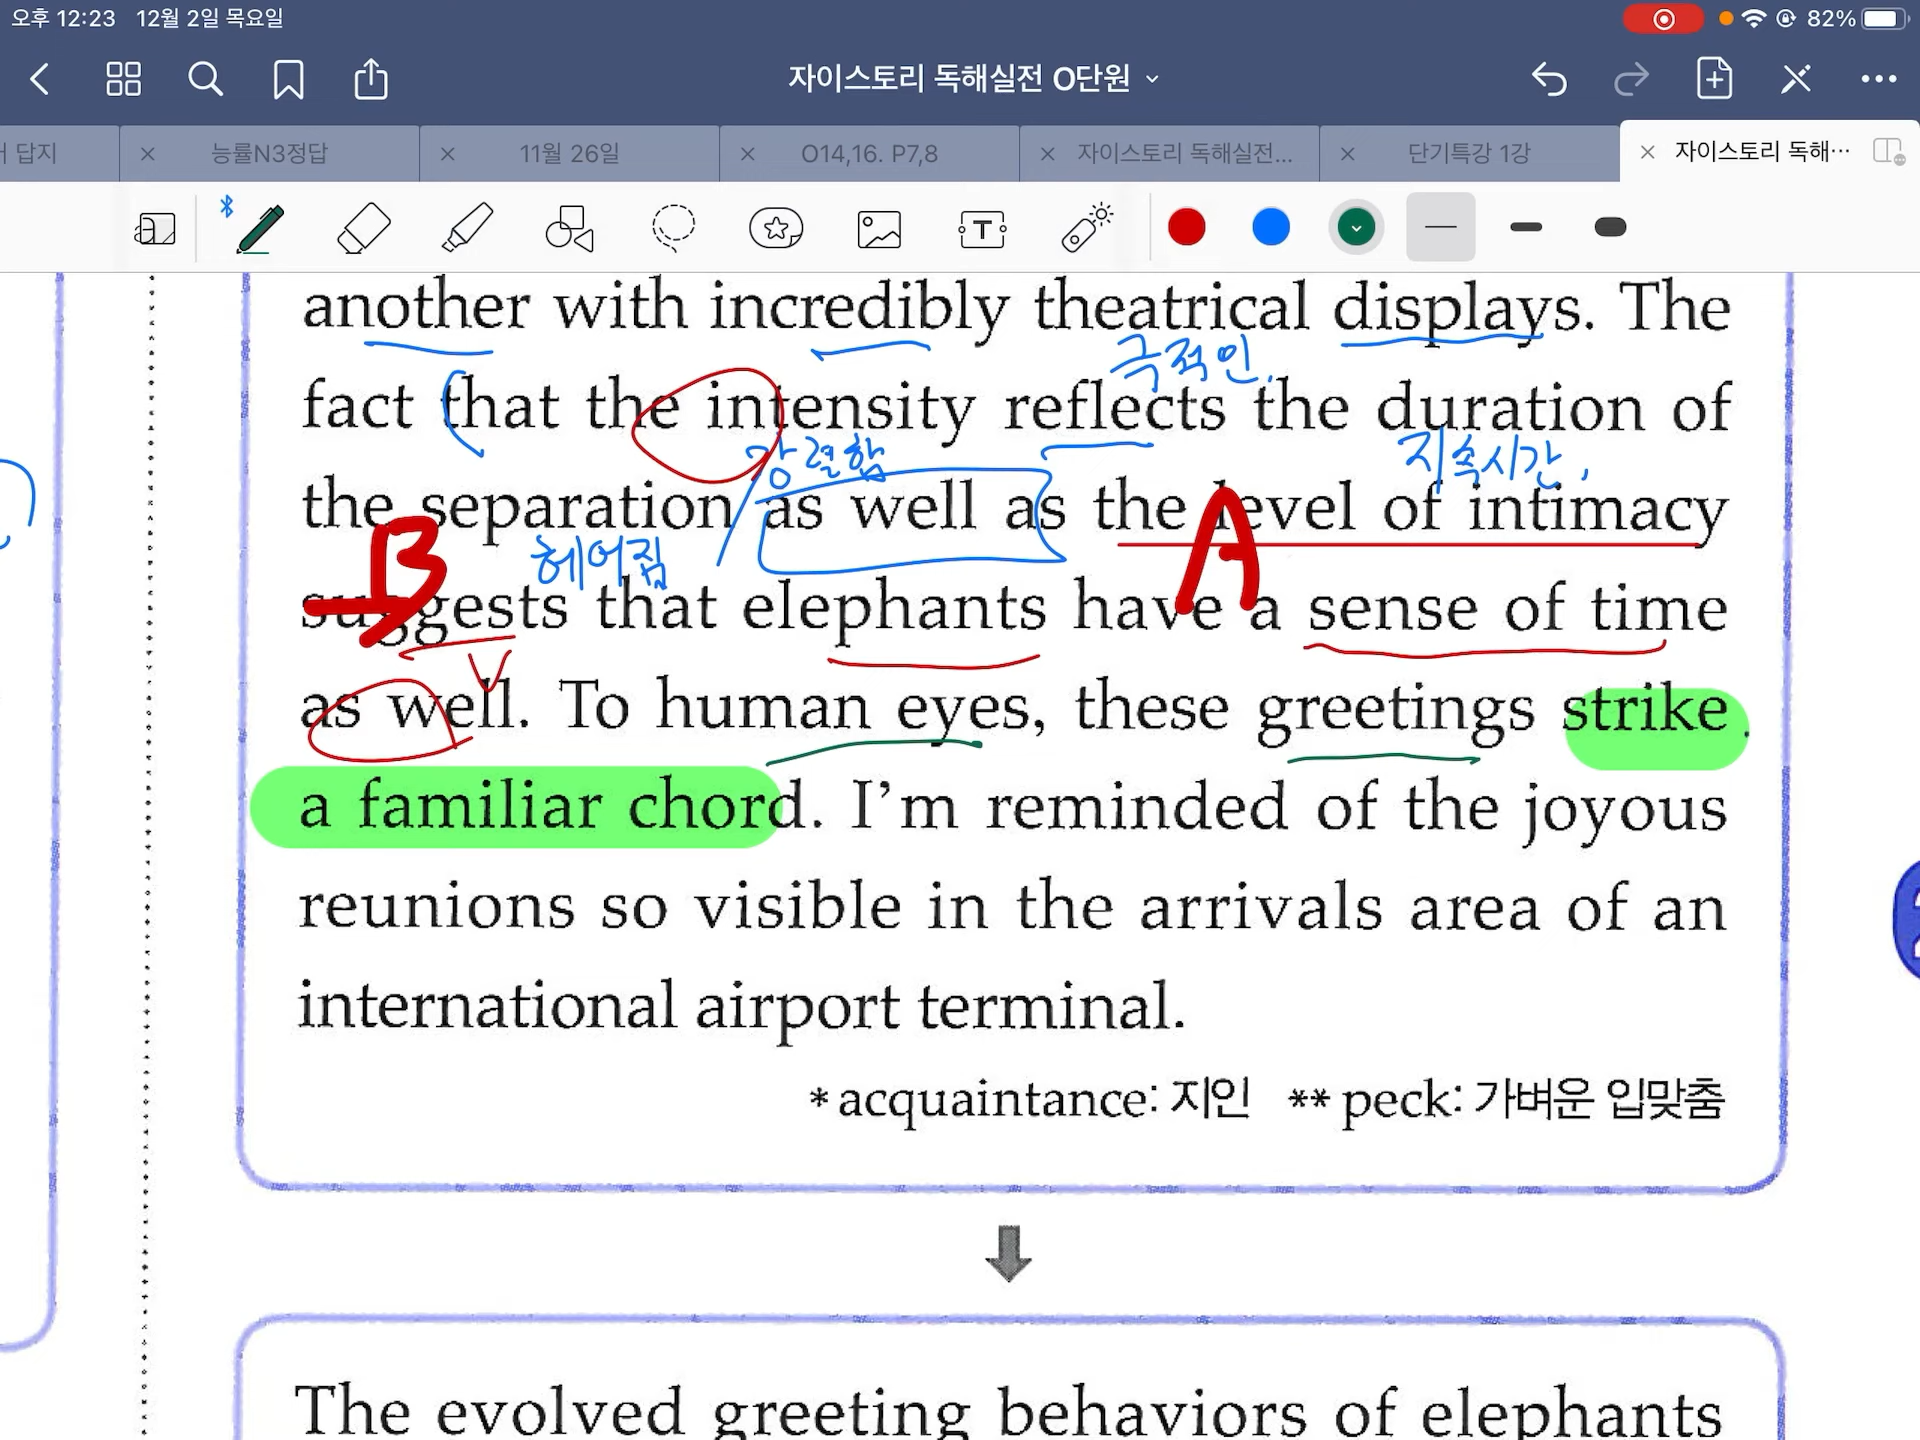 오후 12:23 12월 2일 목요일
82%
자이스토리 독해실전 O단원
답지
능률N3정답
11월 26일
O14,16. P7,8
자이스토리 독해실전...
단기특강 1강
자이스토리 독해...
another with incredibly theatrical displays. The
극적인.
fact that the intensity reflects the duration of
강렬함
지속시간,
the separation as well as the level of intimacy
B
헤어짐
A
suggests that elephants have a sense of time
V
as well. To human eyes, these greetings strike
a familiar chord. I'm reminded of the joyous
reunions so visible in the arrivals area of an
international airport terminal.
* acquaintance: 지인 ** peck: 가벼운 입맞춤
The evolved greeting behaviors of elephants